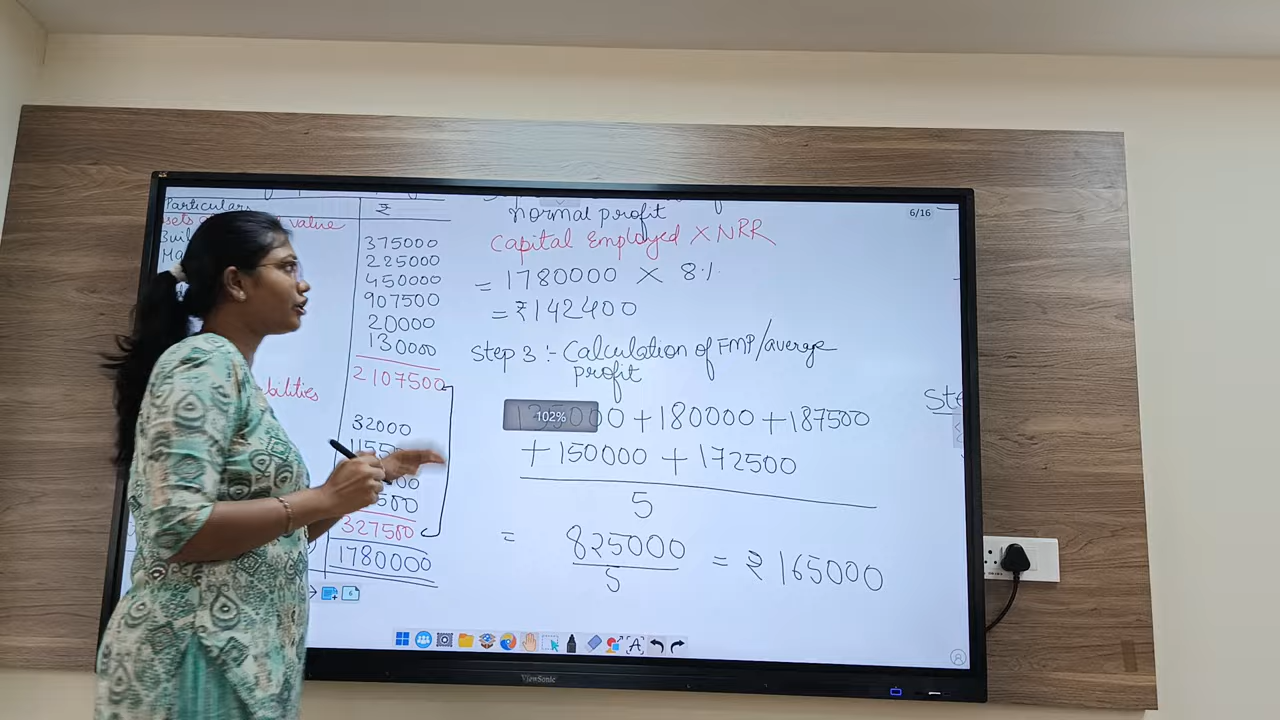 Particulars ₹
value
375000
225000
450000
907500
20000
130000
2107500
32000
327500
1780000
normal profit
Capital Employed X NRR
= 1780000 X 8%
= ₹142400
Step 3 :- Calculation of FMP/average
profit
+180000 +187500
+ 150000 + 172500
5
= 825000 = ₹ 165000
5
102%
6/16
ViewSonic